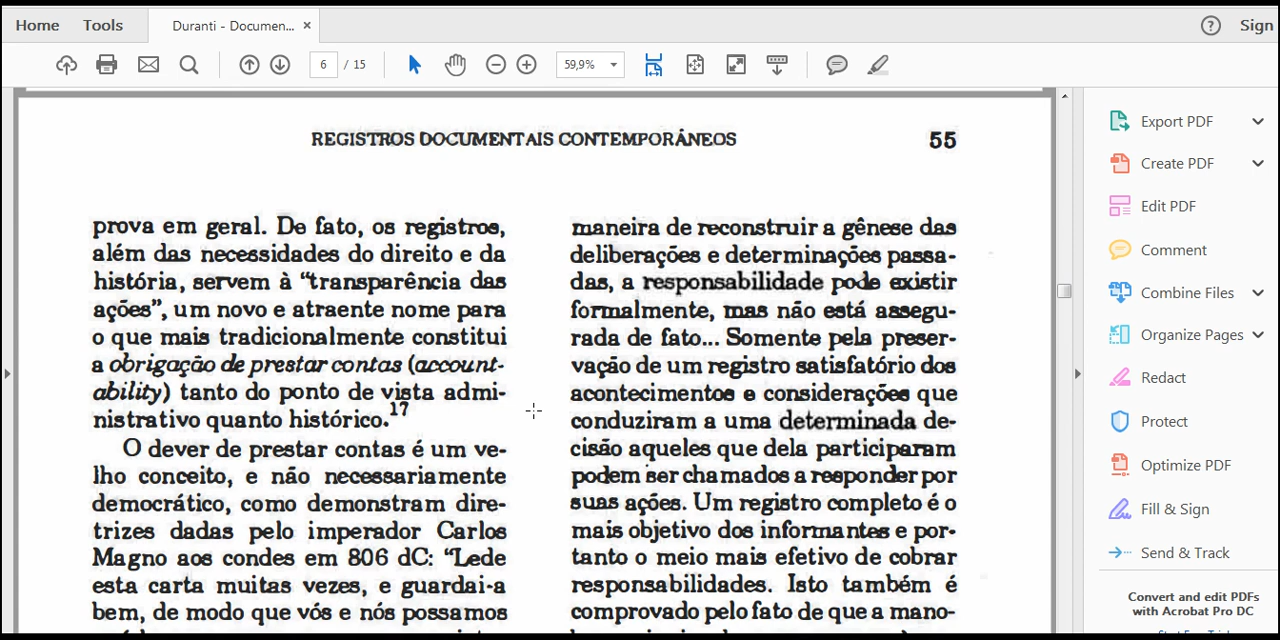 Home Tools Duranti - Documen... × Sign
6 / 15 59,9%
REGISTROS DOCUMENTAIS CONTEMPORÂNEOS 55
prova em geral. De fato, os registros,
além das necessidades do direito e da
história, servem à “transparência das
ações”, um novo e atraente nome para
o que mais tradicionalmente constitui
a obrigação de prestar contas (account-
ability) tanto do ponto de vista admi-
nistrativo quanto histórico.17
O dever de prestar contas é um ve-
lho conceito, e não necessariamente
democrático, como demonstram dire-
trizes dadas pelo imperador Carlos
Magno aos condes em 806 dC: “Lede
esta carta muitas vezes, e guardai-a
bem, de modo que vós e nós possamos
maneira de reconstruir a gênese das
deliberações e determinações passa-
das, a responsabilidade pode existir
formalmente, mas não está assegu-
rada de fato... Somente pela preser-
vação de um registro satisfatório dos
acontecimentos e considerações que
conduziram a uma determinada de-
cisão aqueles que dela participaram
podem ser chamados a responder por
suas ações. Um registro completo é o
mais objetivo dos informantes e por-
tanto o meio mais efetivo de cobrar
responsabilidades. Isto também é
comprovado pelo fato de que a mano-
Export PDF
Create PDF
Edit PDF
Comment
Combine Files
Organize Pages
Redact
Protect
Optimize PDF
Fill & Sign
Send & Track
Convert and edit PDFs
with Acrobat Pro DC